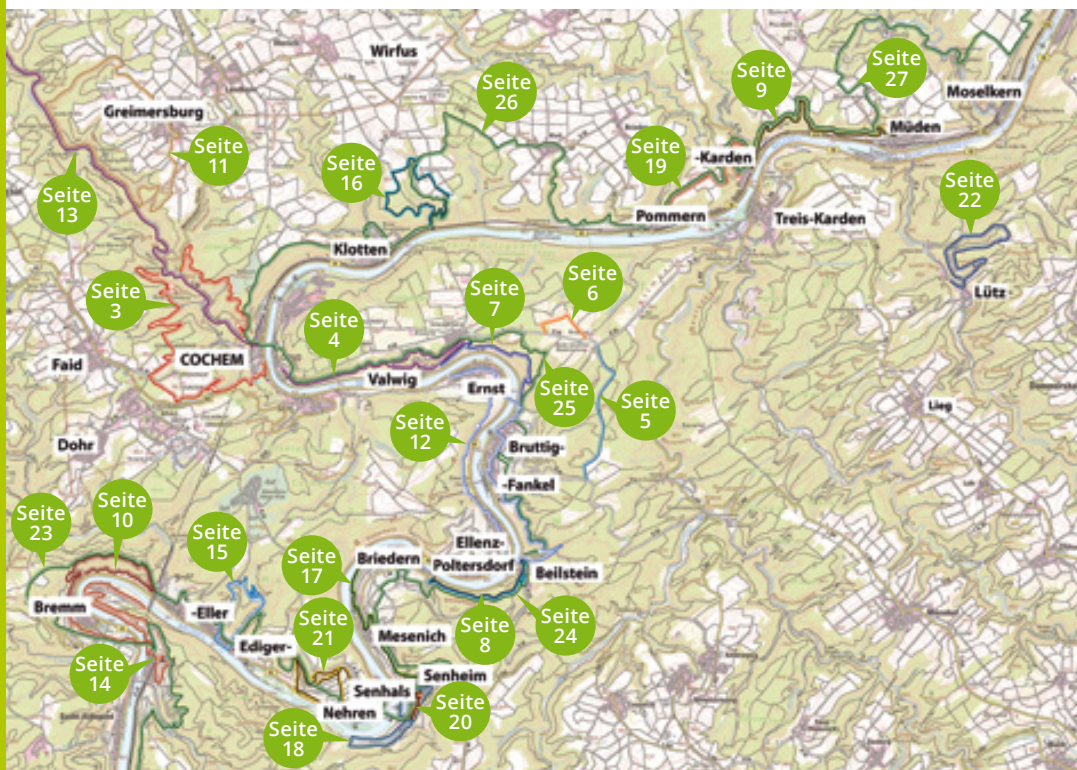 Wirfus
Seite
26
Seite
9
Seite
27
Moselkern
Greimersburg
Müden
Seite
11
Seite
16
Seite
19
-Karden
Seite
13
Seite
22
Pommern
Treis-Karden
Klotten
Seite
3
Seite
7
Seite
6
Lütz
Seite
4
Faid
COCHEM
Valwig
Ernst
Seite
25
Seite
5
Lieg
Seite
12
Dohr
Bruttig-
-Fankel
Seite
23
Seite
10
Seite
15
Seite
17
Briedern
Ellenz-
Poltersdorf
Beilstein
Bremm
-Eller
Seite
21
Ediger-
Mesenich
Seite
8
Seite
24
Seite
14
Senheim
Senhals
Nehren
Seite
20
Seite
18